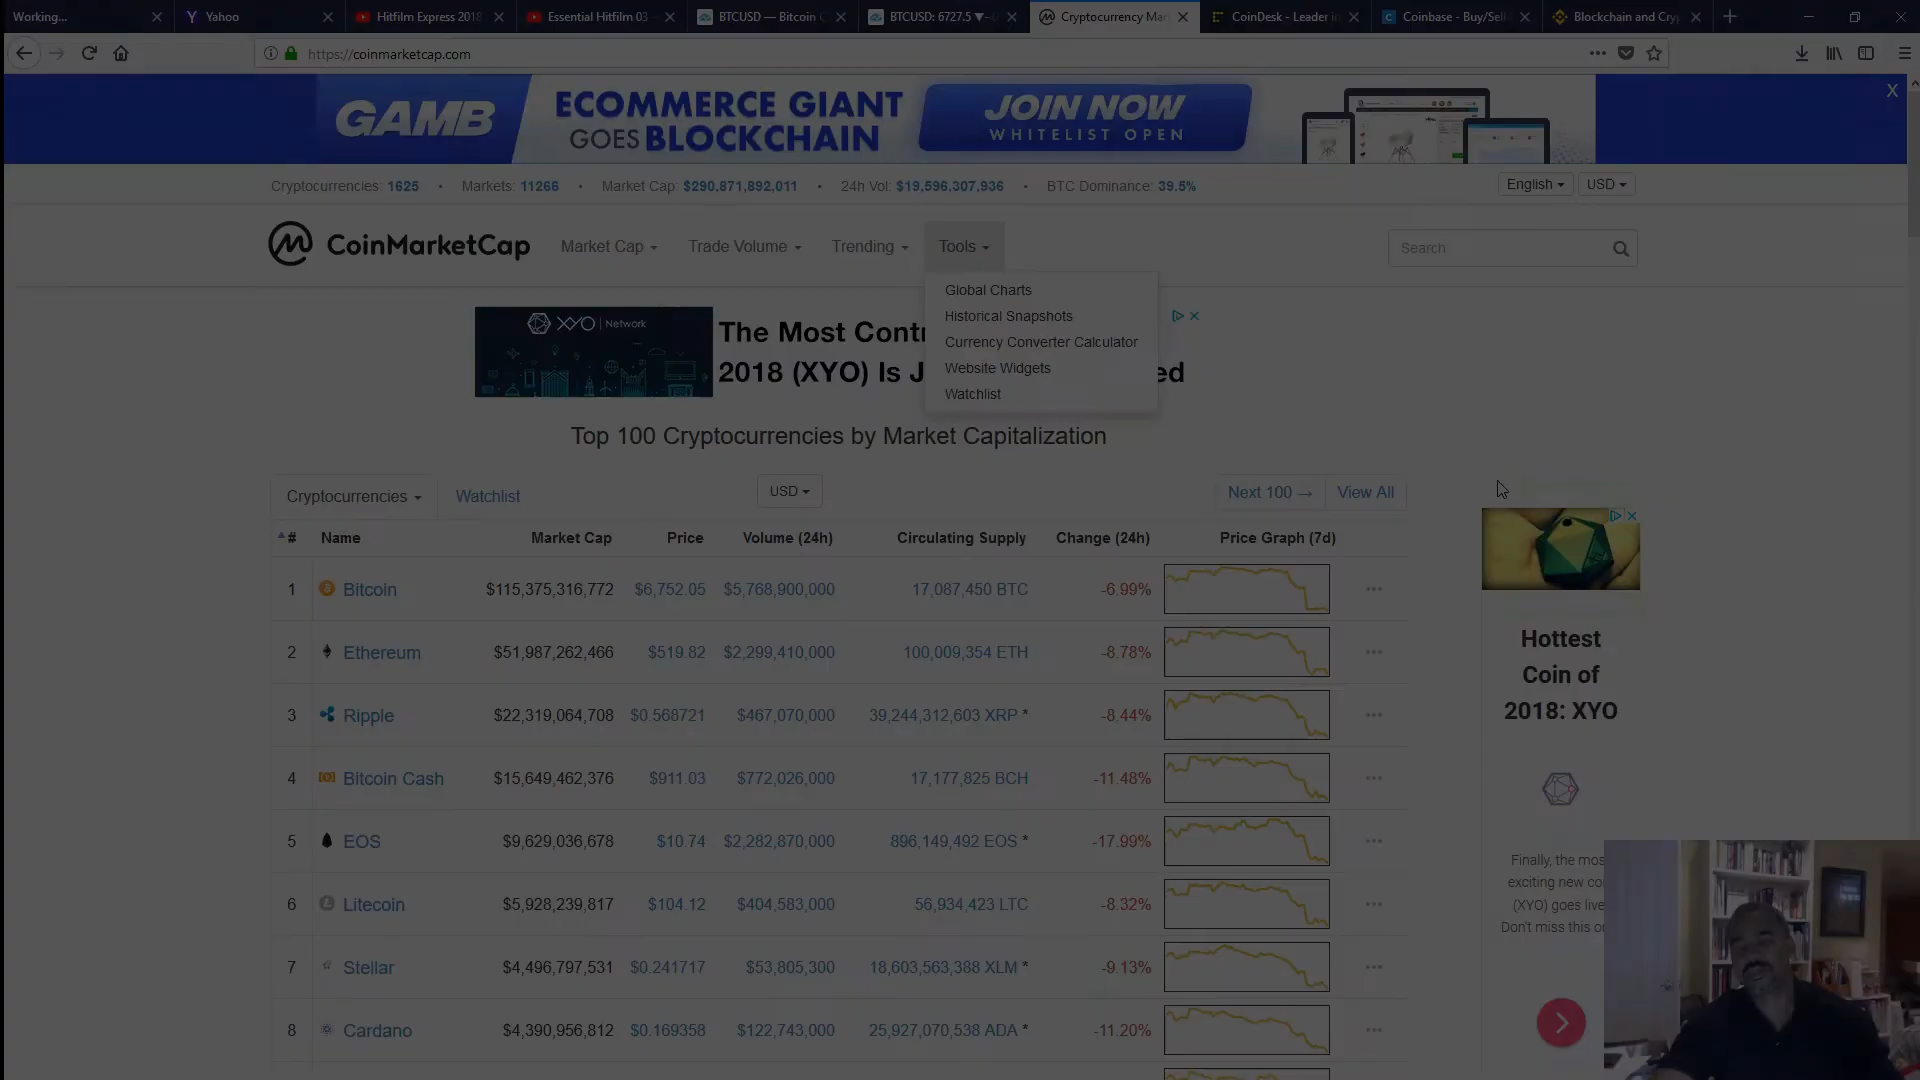 Working...
Yahoo
Hitfilm Express 2018
Essential Hitfilm 03
BTCUSD — Bitcoin
BTCUSD: 6727.5 ▼
Cryptocurrency Mar
CoinDesk - Leader i
Coinbase - Buy/Sell
Blockchain and Cryp
https://coinmarketcap.com
GAMB
ECOMMERCE GIANT
GOES BLOCKCHAIN
JOIN NOW
WHITELIST OPEN
X
Cryptocurrencies: 1625 • Markets: 11266 • Market Cap: $290,871,892,011 • 24h Vol: $19,596,307,936 • BTC Dominance: 39.5%
English
USD
CoinMarketCap
Market Cap
Trade Volume
Trending
Tools
Search
Global Charts
Historical Snapshots
Currency Converter Calculator
Website Widgets
Watchlist
XYO Network
The Most Cont
2018 (XYO) Is J ed
Top 100 Cryptocurrencies by Market Capitalization
Cryptocurrencies
Watchlist
USD
Next 100 →
View All
# Name Market Cap Price Volume (24h) Circulating Supply Change (24h) Price Graph (7d)
1 Bitcoin $115,375,316,772 $6,752.05 $5,768,900,000 17,087,450 BTC -6.99%
2 Ethereum $51,987,262,466 $519.82 $2,299,410,000 100,009,354 ETH -8.78%
3 Ripple $22,319,064,708 $0.568721 $467,070,000 39,244,312,603 XRP * -8.44%
4 Bitcoin Cash $15,649,462,376 $911.03 $772,026,000 17,177,825 BCH -11.48%
5 EOS $9,629,036,678 $10.74 $2,282,870,000 896,149,492 EOS * -17.99%
6 Litecoin $5,928,239,817 $104.12 $404,583,000 56,934,423 LTC -8.32%
7 Stellar $4,496,797,531 $0.241717 $53,805,300 18,603,563,388 XLM * -9.13%
8 Cardano $4,390,956,812 $0.169358 $122,743,000 25,927,070,538 ADA * -11.20%
Hottest
Coin of
2018: XYO
Finally, the mos
exciting new co
(XYO) goes live
Don't miss this o